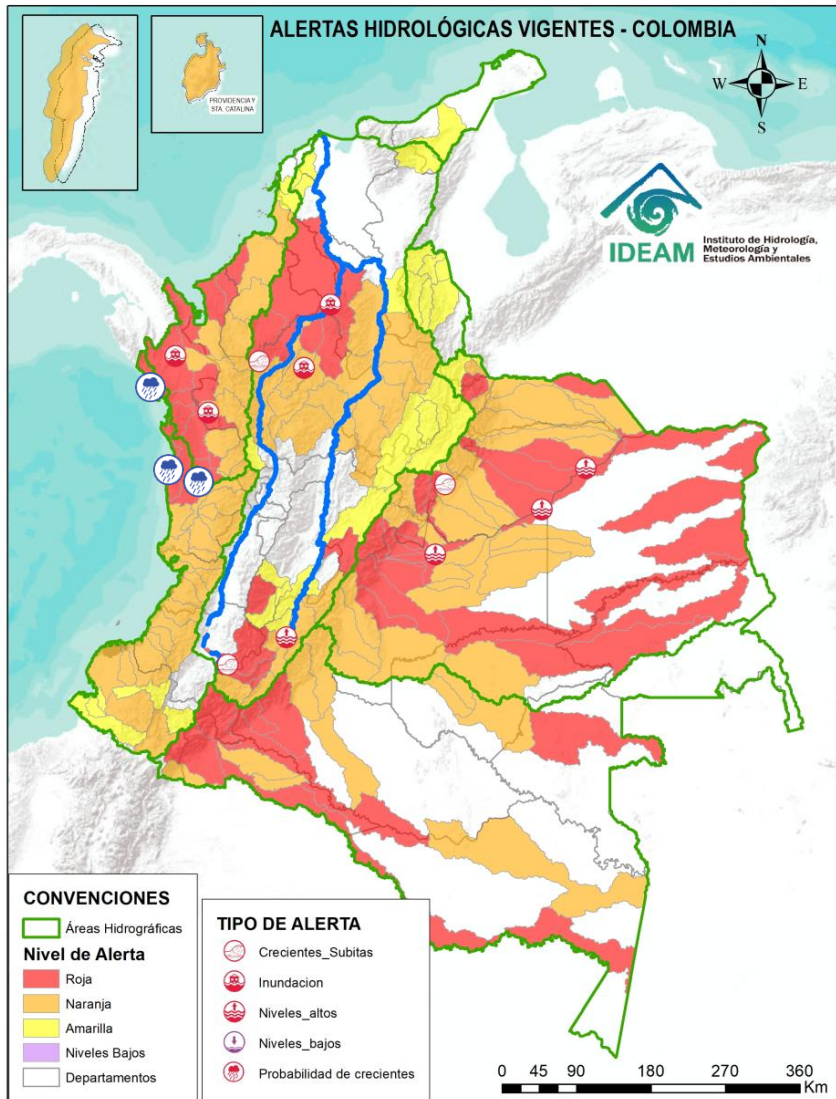 ALERTAS HIDROLÓGICAS VIGENTES - COLOMBIA
PROVIDENCIA Y
STA. CATALINA
N
W
E
S
IDEAM
Instituto de Hidrología,
Meteorología y
Estudios Ambientales
CONVENCIONES
Áreas Hidrográficas
Nivel de Alerta
Roja
Naranja
Amarilla
Niveles Bajos
Departamentos
TIPO DE ALERTA
Crecientes_Subitas
Inundacion
Niveles_altos
Niveles_bajos
Probabilidad de crecientes
0 45 90 180 270 360
Km